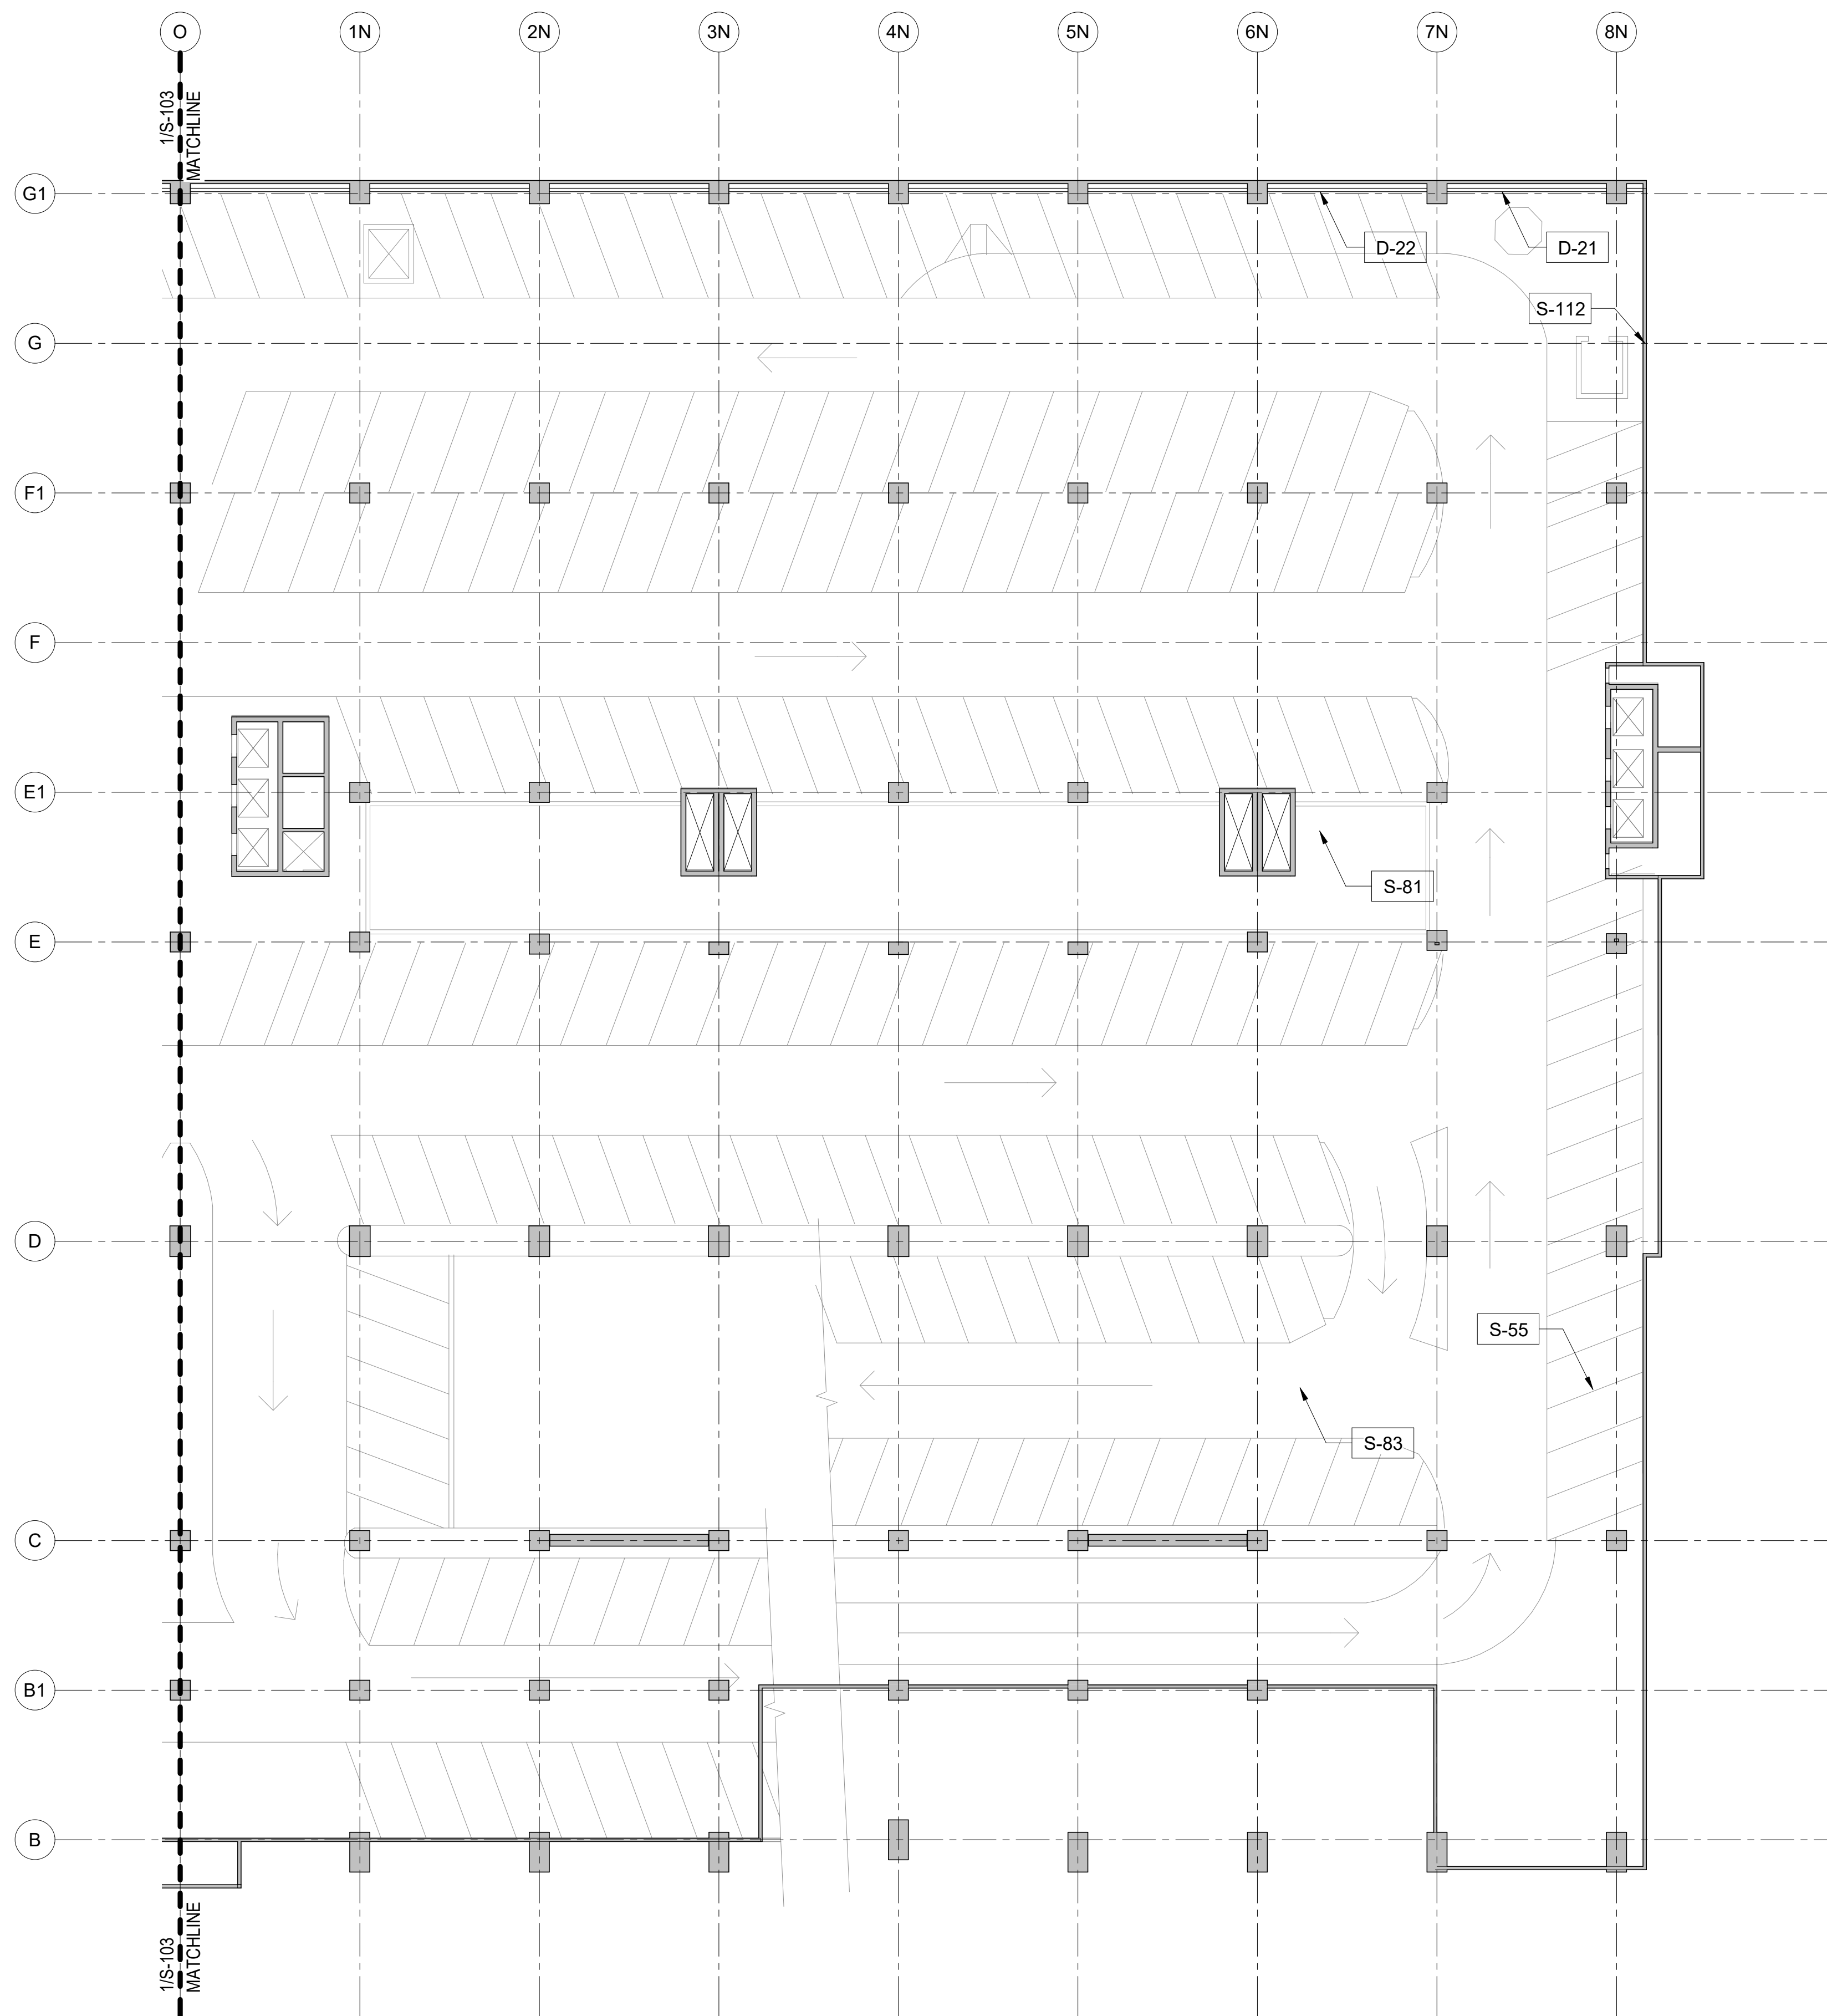 O
1N
2N
3N
4N
5N
6N
7N
8N
1/S-103
MATCHLINE
G1
D-22
D-21
S-112
G
F1
F
E1
S-81
E
D
S-55
S-83
C
B1
B
1/S-103
MATCHLINE